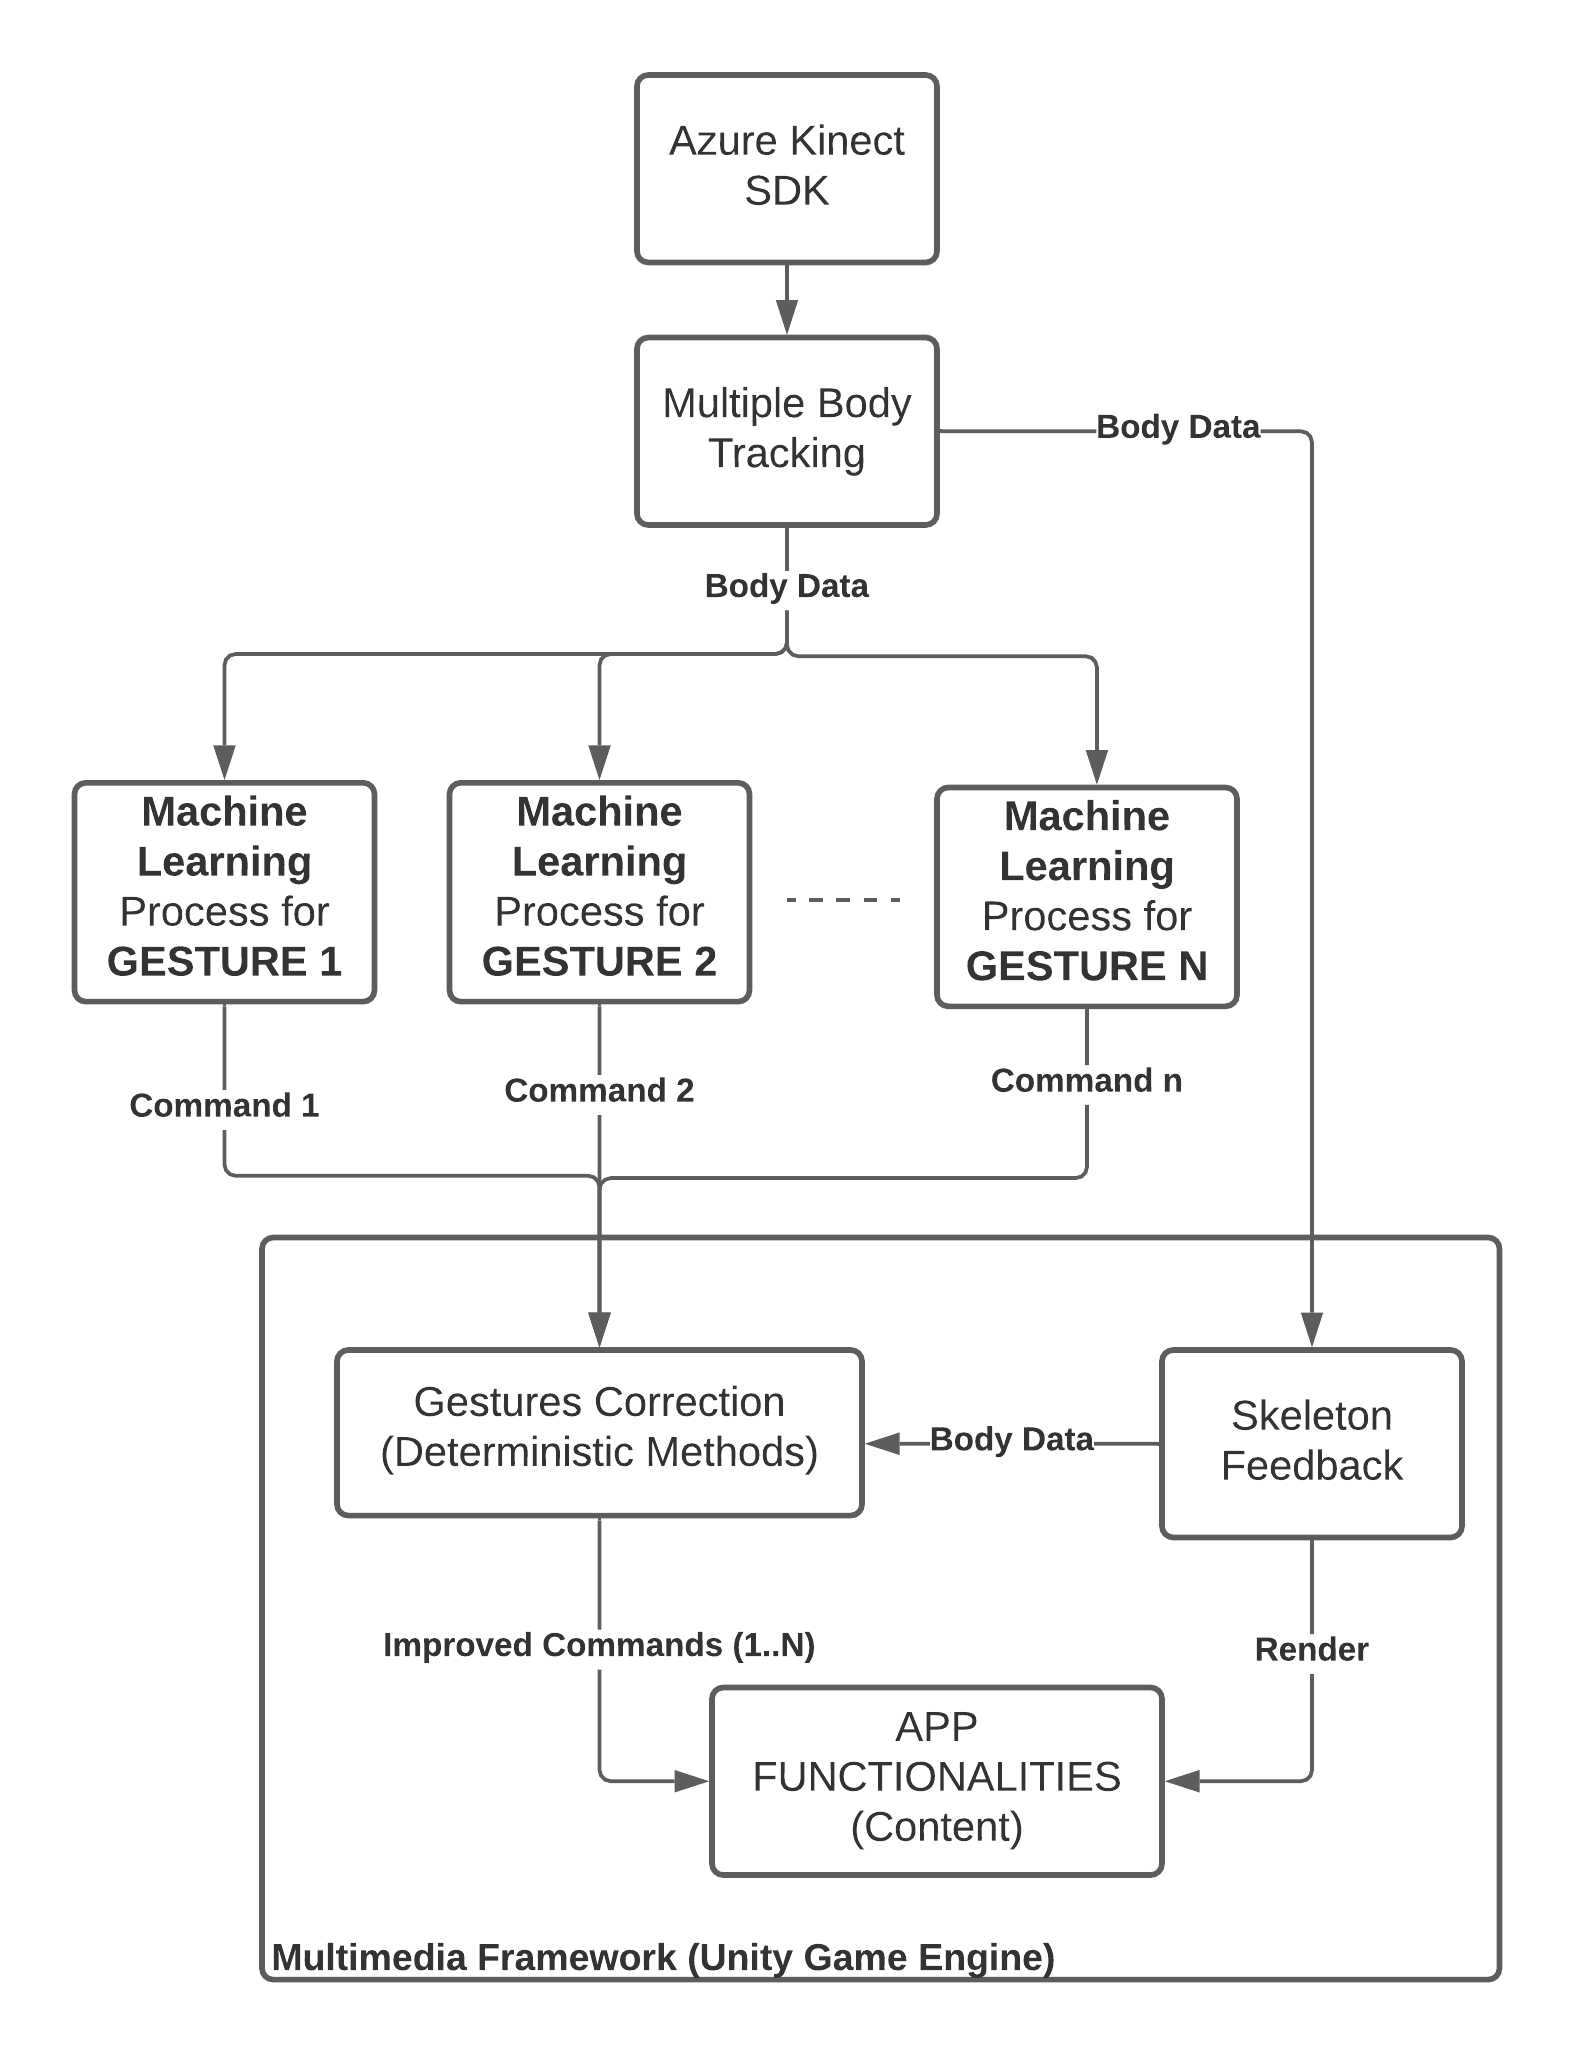 Azure Kinect
SDK
Multiple Body
Tracking
Body Data
Body Data
Machine
Learning
Process for
GESTURE 1
Machine
Learning
Process for
GESTURE 2
Machine
Learning
Process for
GESTURE N
Command 1
Command 2
Command n
Gestures Correction
(Deterministic Methods)
Body Data
Skeleton
Feedback
Improved Commands (1..N)
Render
APP
FUNCTIONALITIES
(Content)
Multimedia Framework (Unity Game Engine)